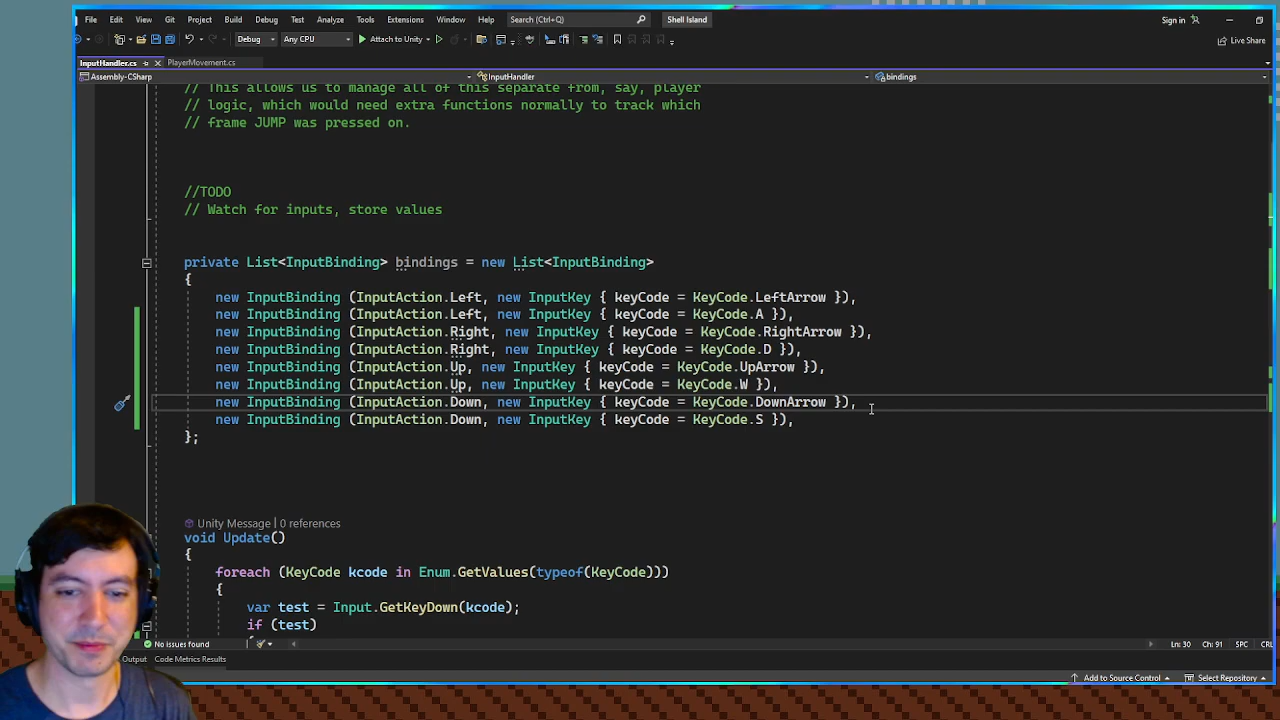 File Edit View Git Project Build Debug Test Analyze Tools Extensions Window Help Search (Ctrl+Q) Shell Island Sign in
Debug Any CPU Attach to Unity Live Share
InputHandler.cs PlayerMovement.cs
Assembly-CSharp InputHandler bindings
// This allows us to manage all of this separate from, say, player
// logic, which would need extra functions normally to track which
// frame JUMP was pressed on.
//TODO
// Watch for inputs, store values
private List<InputBinding> bindings = new List<InputBinding>
{
new InputBinding (InputAction.Left, new InputKey { keyCode = KeyCode.LeftArrow }),
new InputBinding (InputAction.Left, new InputKey { keyCode = KeyCode.A }),
new InputBinding (InputAction.Right, new InputKey { keyCode = KeyCode.RightArrow }),
new InputBinding (InputAction.Right, new InputKey { keyCode = KeyCode.D }),
new InputBinding (InputAction.Up, new InputKey { keyCode = KeyCode.UpArrow }),
new InputBinding (InputAction.Up, new InputKey { keyCode = KeyCode.W }),
new InputBinding (InputAction.Down, new InputKey { keyCode = KeyCode.DownArrow }),
new InputBinding (InputAction.Down, new InputKey { keyCode = KeyCode.S }),
};
Unity Message | 0 references
void Update()
{
foreach (KeyCode kcode in Enum.GetValues(typeof(KeyCode)))
{
var test = Input.GetKeyDown(kcode);
if (test)
No issues found Ln: 30 Ch: 91 SPC
Output Code Metrics Results
Add to Source Control Select Repository